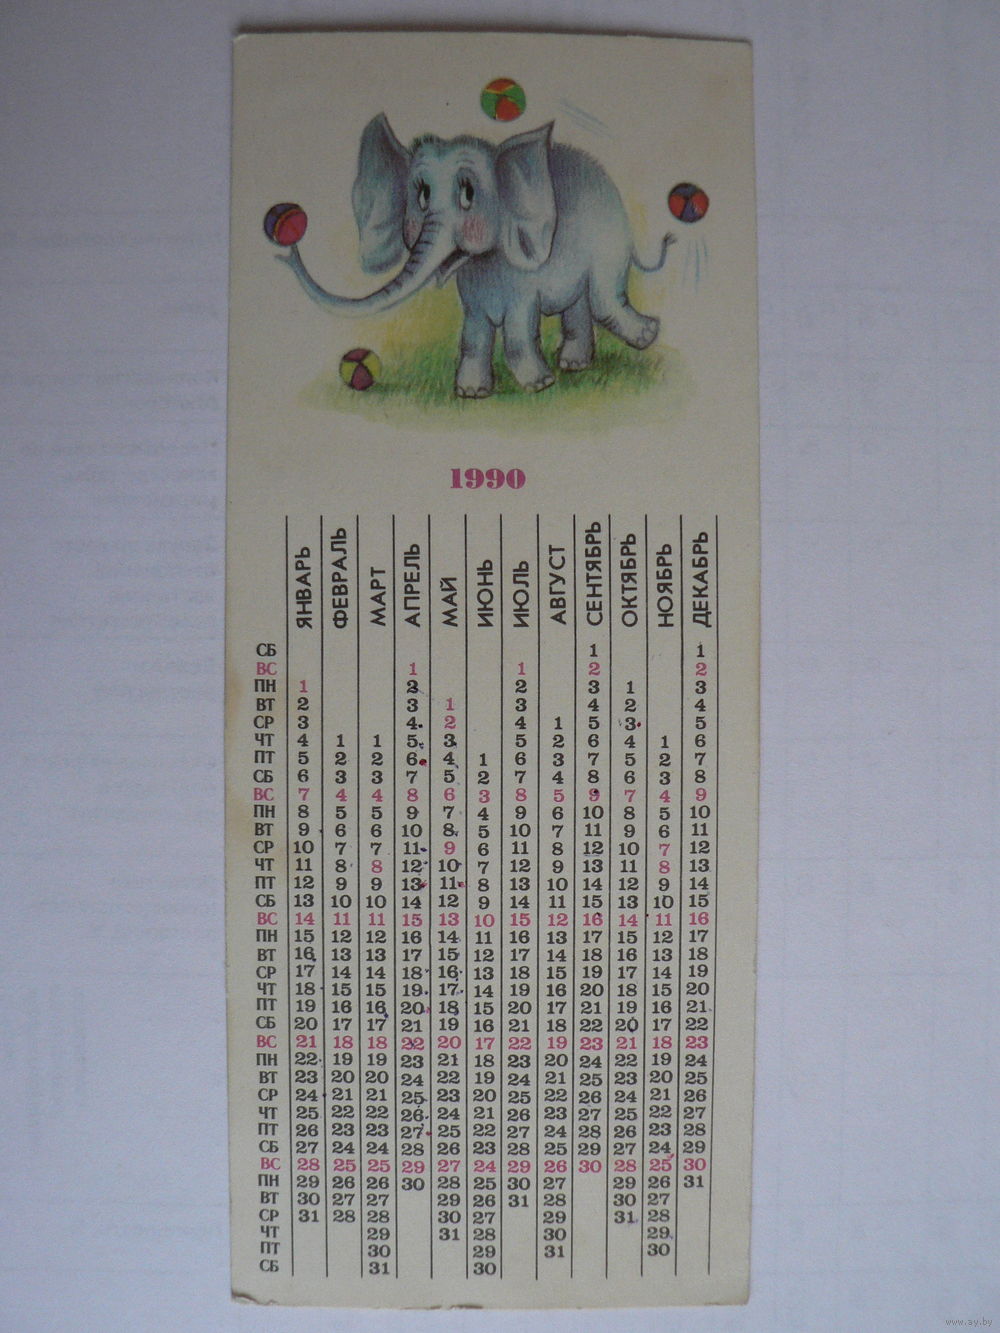 1990
ЯНВАРЬ ФЕВРАЛЬ МАРТ АПРЕЛЬ МАЙ ИЮНЬ ИЮЛЬ АВГУСТ СЕНТЯБРЬ ОКТЯБРЬ НОЯБРЬ ДЕКАБРЬ
СБ 1 1
ВС 1 1 2 2
ПН 1 2 2 3 1 3
ВТ 2 3 1 3 4 2 4
СР 3 4 2 4 1 5 3 5
ЧТ 4 1 1 5 3 5 2 6 4 1 6
ПТ 5 2 2 6 4 1 6 3 7 5 2 7
СБ 6 3 3 7 5 2 7 4 8 6 3 8
ВС 7 4 4 8 6 3 8 5 9 7 4 9
ПН 8 5 5 9 7 4 9 6 10 8 5 10
ВТ 9 6 6 10 8 5 10 7 11 9 6 11
СР 10 7 7 11 9 6 11 8 12 10 7 12
ЧТ 11 8 8 12 10 7 12 9 13 11 8 13
ПТ 12 9 9 13 11 8 13 10 14 12 9 14
СБ 13 10 10 14 12 9 14 11 15 13 10 15
ВС 14 11 11 15 13 10 15 12 16 14 11 16
ПН 15 12 12 16 14 11 16 13 17 15 12 17
ВТ 16 13 13 17 15 12 17 14 18 16 13 18
СР 17 14 14 18 16 13 18 15 19 17 14 19
ЧТ 18 15 15 19 17 14 19 16 20 18 15 20
ПТ 19 16 16 20 18 15 20 17 21 19 16 21
СБ 20 17 17 21 19 16 21 18 22 20 17 22
ВС 21 18 18 22 20 17 22 19 23 21 18 23
ПН 22 19 19 23 21 18 23 20 24 22 19 24
ВТ 23 20 20 24 22 19 24 21 25 23 20 25
СР 24 21 21 25 23 20 25 22 26 24 21 26
ЧТ 25 22 22 26 24 21 26 23 27 25 22 27
ПТ 26 23 23 27 25 22 27 24 28 26 23 28
СБ 27 24 24 28 26 23 28 25 29 27 24 29
ВС 28 25 25 29 27 24 29 26 30 28 25 30
ПН 29 26 26 30 28 25 30 27 29 26 31
ВТ 30 27 27 29 26 31 28 30 27
СР 31 28 28 30 27 29 31 28
ЧТ 29 31 28 30 29
ПТ 30 29 31 30
СБ 31 30
www.ay.by